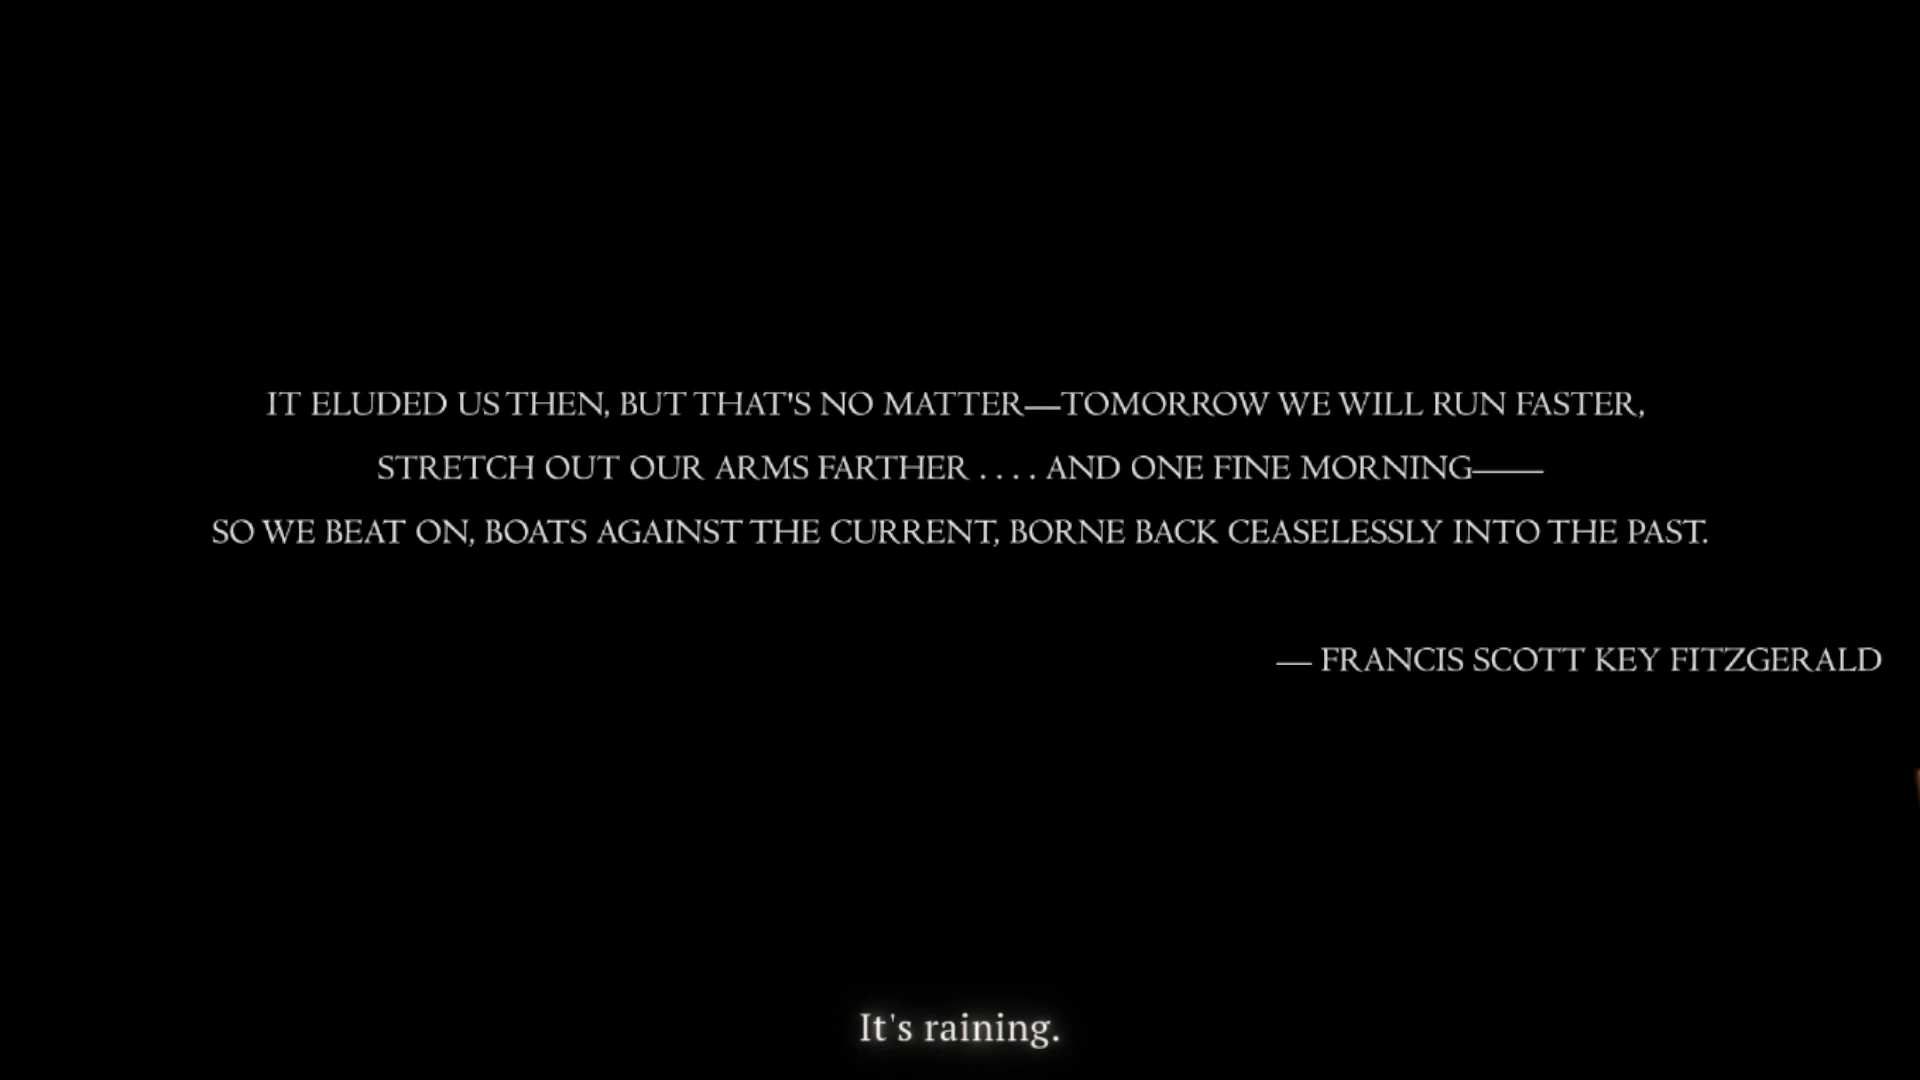 IT ELUDED US THEN, BUT THAT'S NO MATTER—TOMORROW WE WILL RUN FASTER,
STRETCH OUT OUR ARMS FARTHER . . . . AND ONE FINE MORNING——
SO WE BEAT ON, BOATS AGAINST THE CURRENT, BORNE BACK CEASELESSLY INTO THE PAST.
— FRANCIS SCOTT KEY FITZGERALD
It's raining.